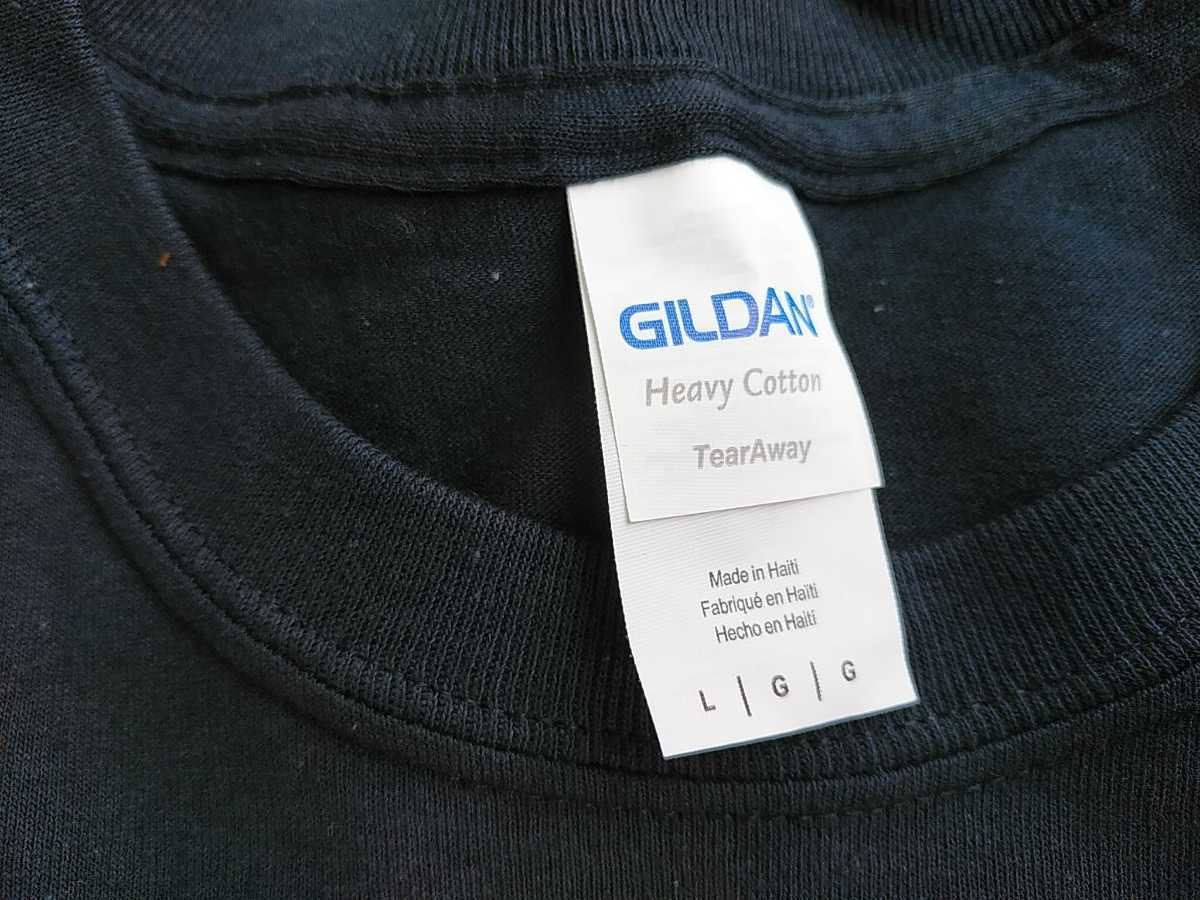 GILDAN®
Heavy Cotton
TearAway
Made in Haiti
Fabriqué en Haïti
Hecho en Haití
L | G | G